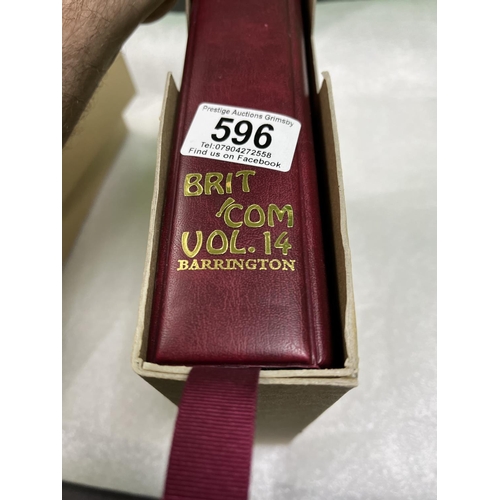 Prestige Auctions Grimsby
596
Tel:07904272558
Find us on Facebook
BRIT
'COM
VOL. 14
BARRINGTON